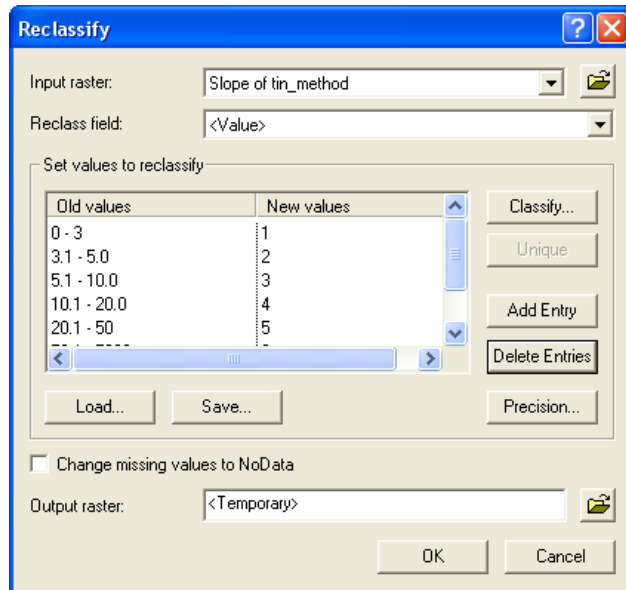 Reclassify
Input raster: Slope of tin_method
Reclass field: <Value>
Set values to reclassify
Old values New values
0 - 3 1
3.1 - 5.0 2
5.1 - 10.0 3
10.1 - 20.0 4
20.1 - 50 5
Classify...
Unique
Add Entry
Delete Entries
Load... Save... Precision...
Change missing values to NoData
Output raster: <Temporary>
OK Cancel